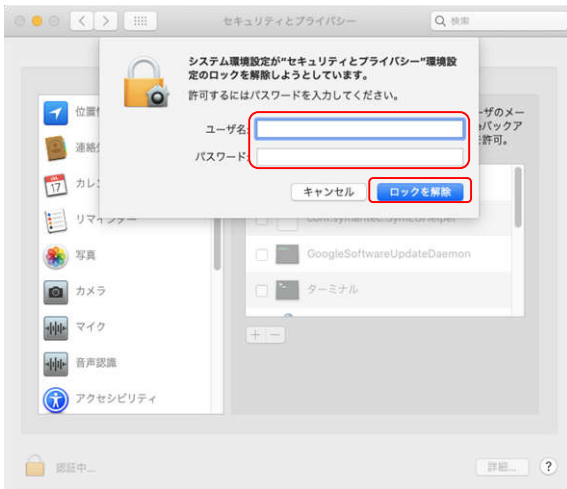 セキュリティとプライバシー
検索
システム環境設定が"セキュリティとプライバシー"環境設
定のロックを解除しようとしています。
許可するにはパスワードを入力してください。
ユーザ名:
パスワード:
キャンセル
ロックを解除
位置
ーザのメー
バックア
許可。
連絡
JUL
17
カレン
リマインダー
写真
カメラ
マイク
音声認識
アクセシビリティ
com.symantec.SymLUHelper
GoogleSoftwareUpdateDaemon
ターミナル
+ −
認証中...
詳細...
?